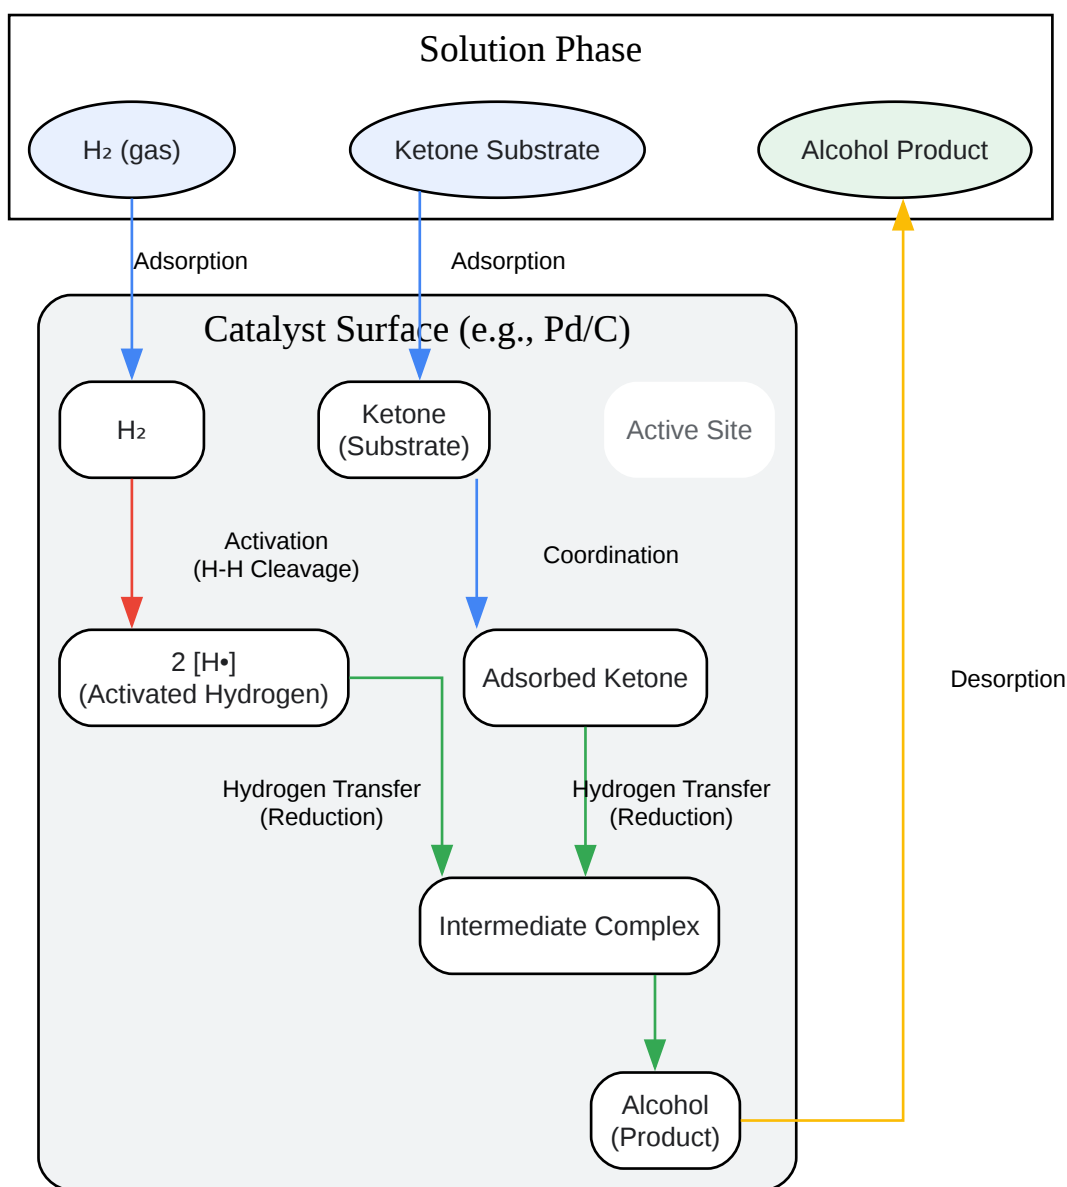 Solution Phase
H₂ (gas)
Ketone Substrate
Alcohol Product
Adsorption
Adsorption
Catalyst Surface (e.g., Pd/C)
H₂
Ketone
(Substrate)
Active Site
Activation
(H-H Cleavage)
Coordination
2 [H•]
(Activated Hydrogen)
Adsorbed Ketone
Desorption
Hydrogen Transfer
(Reduction)
Hydrogen Transfer
(Reduction)
Intermediate Complex
Alcohol
(Product)